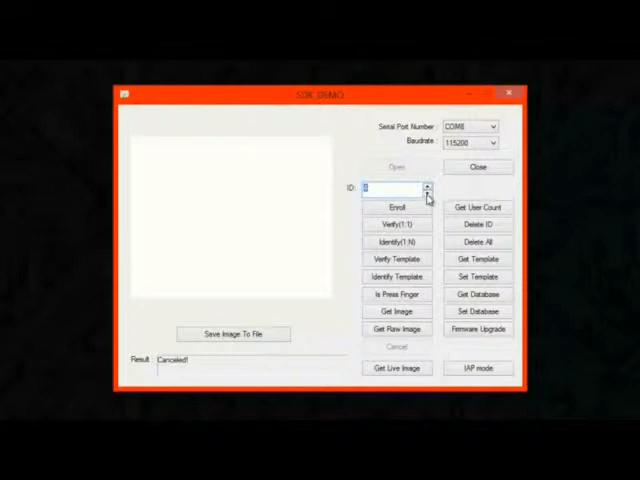 SDK_DEMO
Serial Port Number : COM8
Baudrate : 115200
Open Close
ID:
Enroll Get User Count
Verify(1:1) Delete ID
Identify(1:N) Delete All
Verify Template Get Template
Identify Template Set Template
Is Press Finger Get Database
Get Image Set Database
Get Raw Image Firmware Upgrade
Save Image To File
Cancel
Result : Canceled!
Get Live Image IAP mode